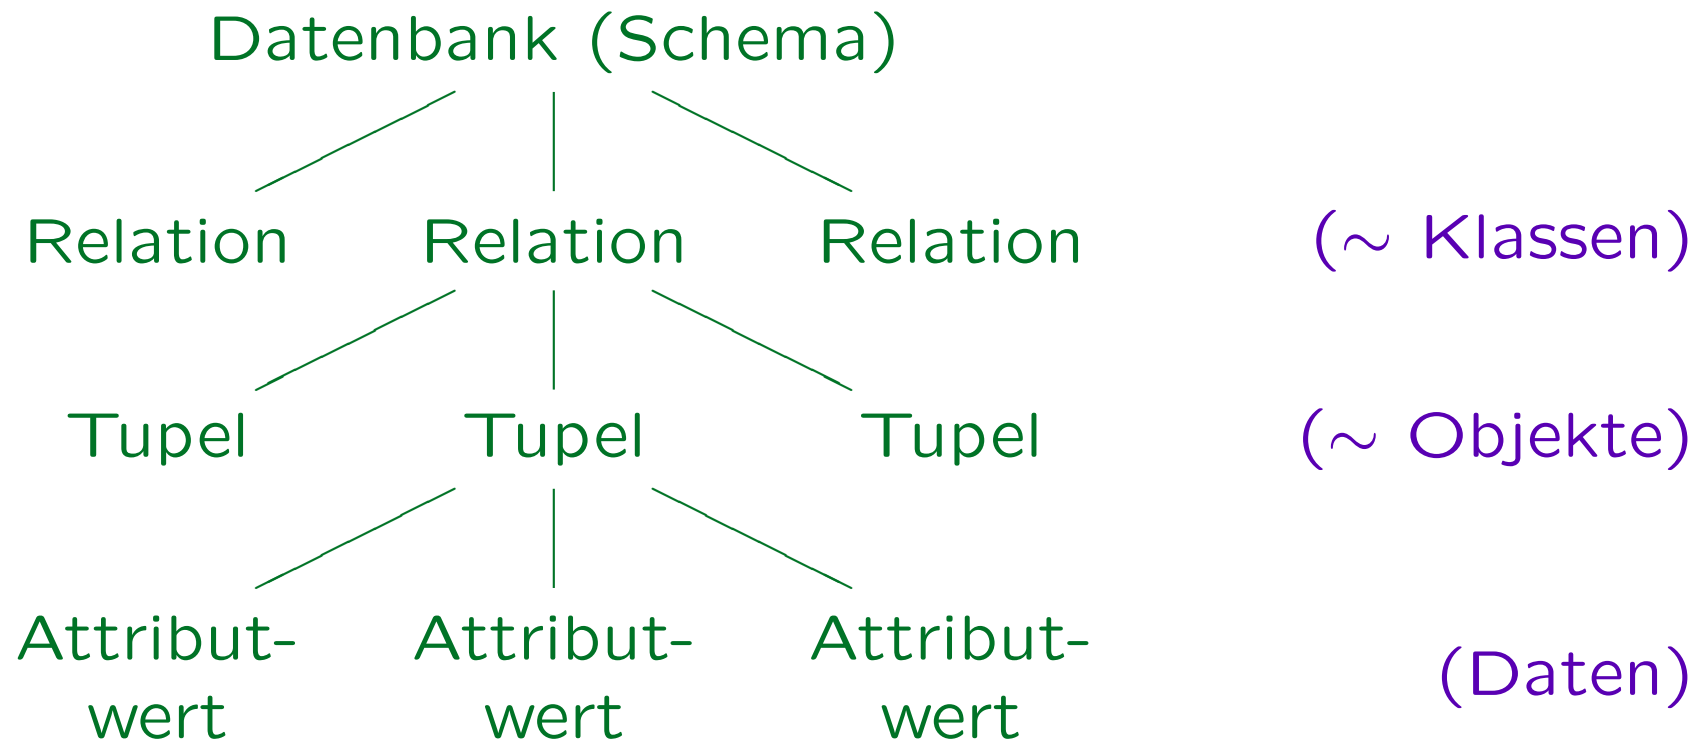 Datenbank (Schema)
Relation Relation Relation (∼ Klassen)
Tupel Tupel Tupel (∼ Objekte)
Attribut- Attribut- Attribut-
wert wert wert (Daten)